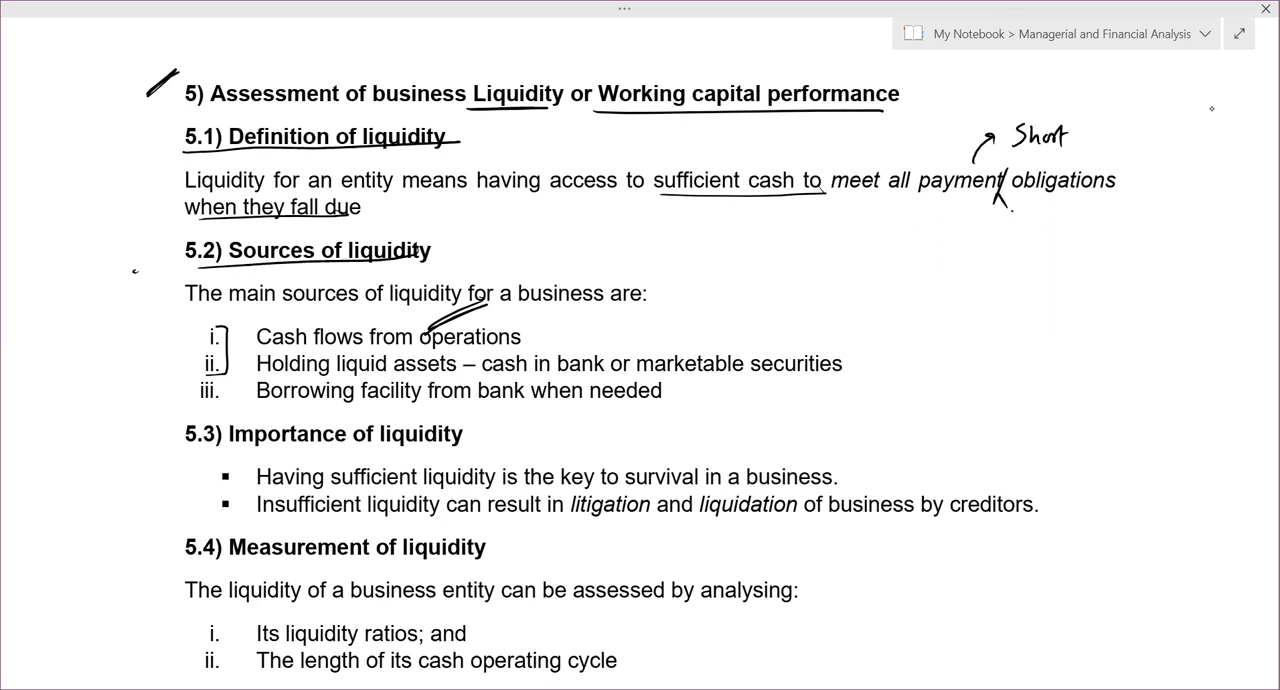 My Notebook > Managerial and Financial Analysis
5) Assessment of business Liquidity or Working capital performance
5.1) Definition of liquidity
Short
Liquidity for an entity means having access to sufficient cash to meet all payment obligations
when they fall due
5.2) Sources of liquidity
The main sources of liquidity for a business are:
i. Cash flows from operations
ii. Holding liquid assets – cash in bank or marketable securities
iii. Borrowing facility from bank when needed
5.3) Importance of liquidity
▪ Having sufficient liquidity is the key to survival in a business.
▪ Insufficient liquidity can result in litigation and liquidation of business by creditors.
5.4) Measurement of liquidity
The liquidity of a business entity can be assessed by analysing:
i. Its liquidity ratios; and
ii. The length of its cash operating cycle